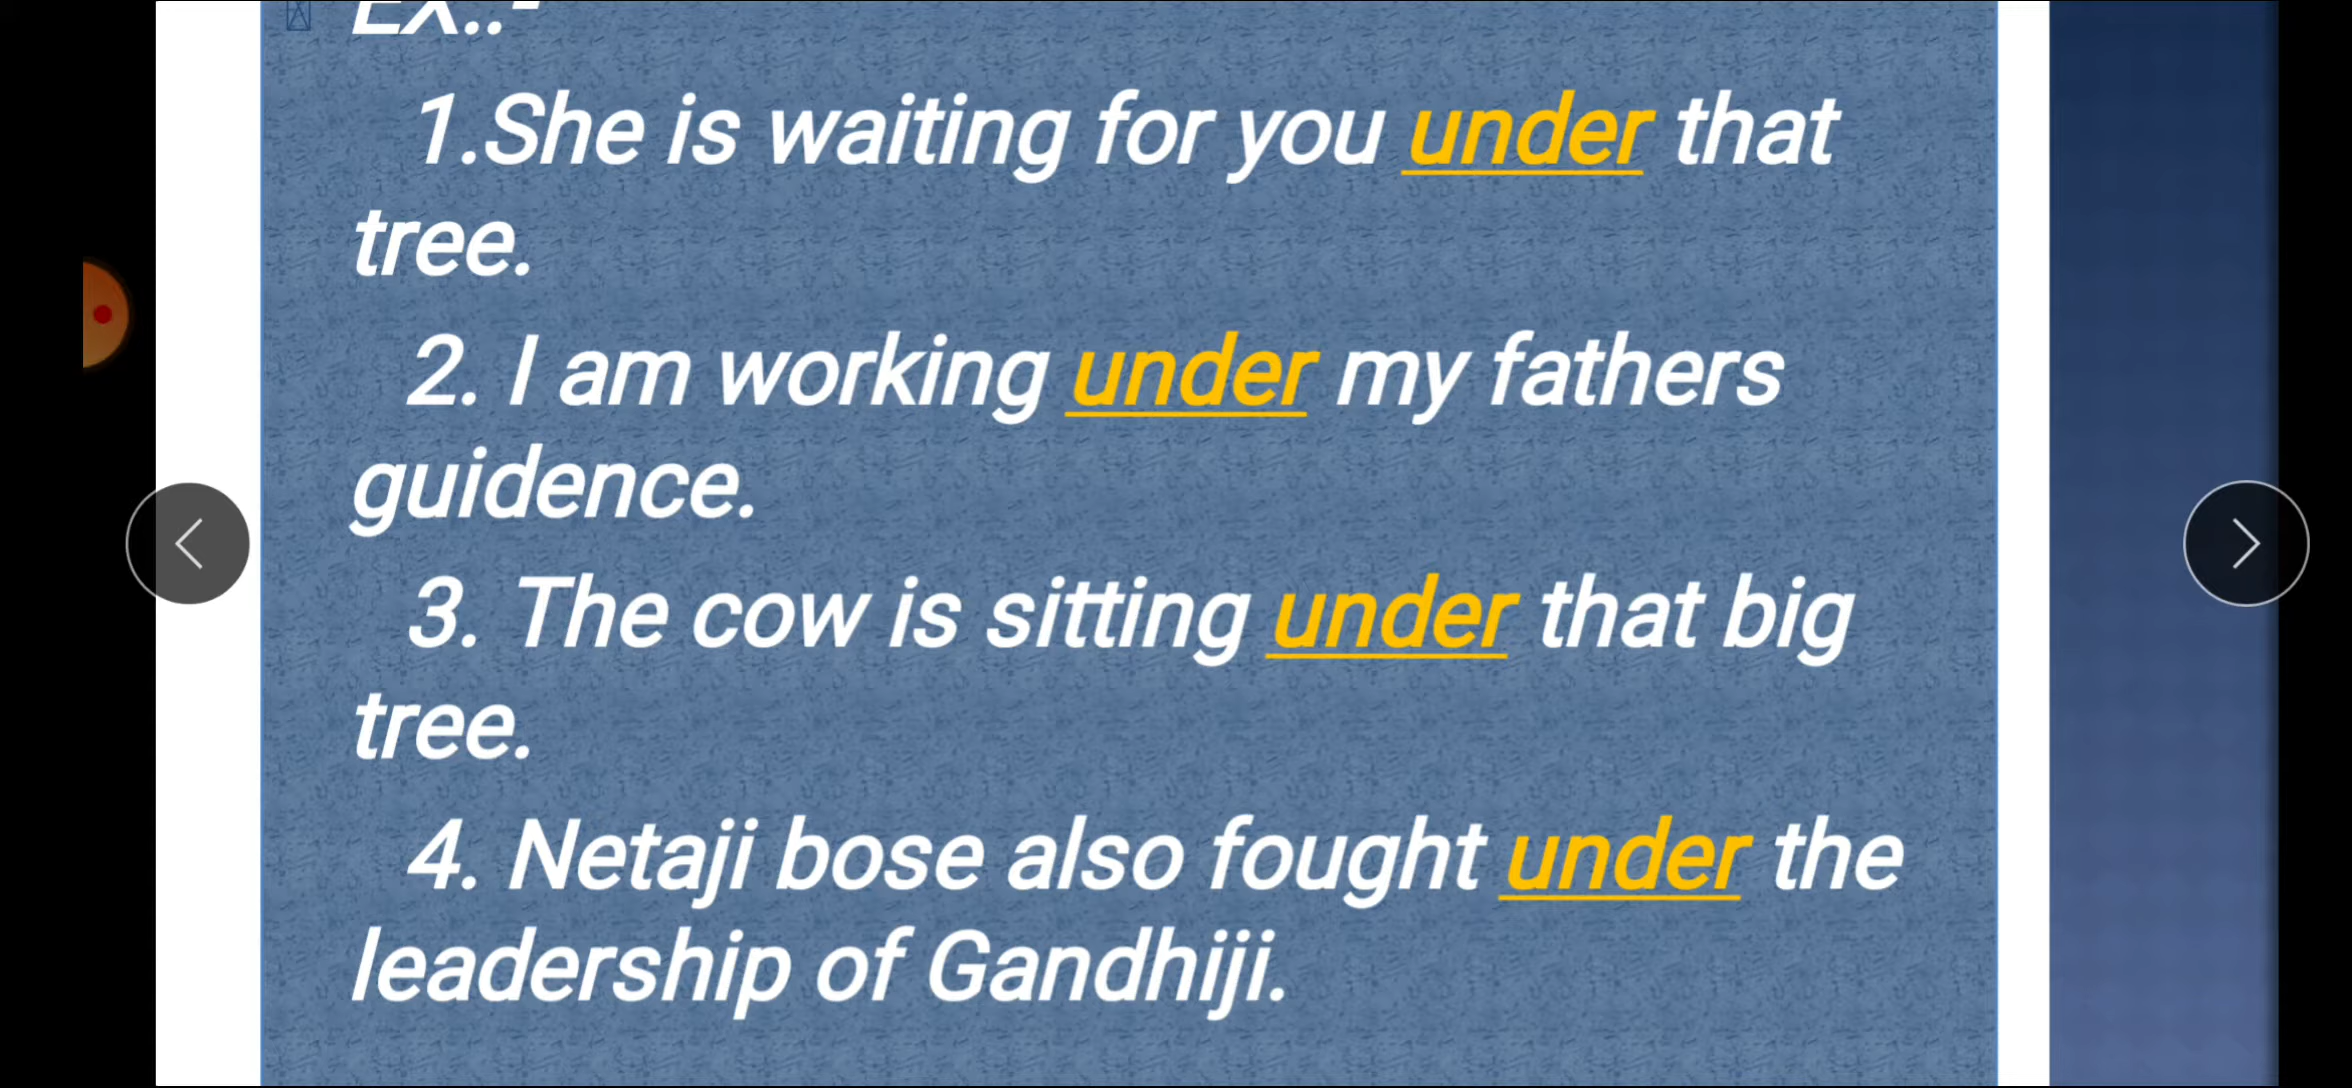 EX..-
1.She is waiting for you under that
tree.
2. I am working under my fathers
guidence.
3. The cow is sitting under that big
tree.
4. Netaji bose also fought under the
leadership of Gandhiji.